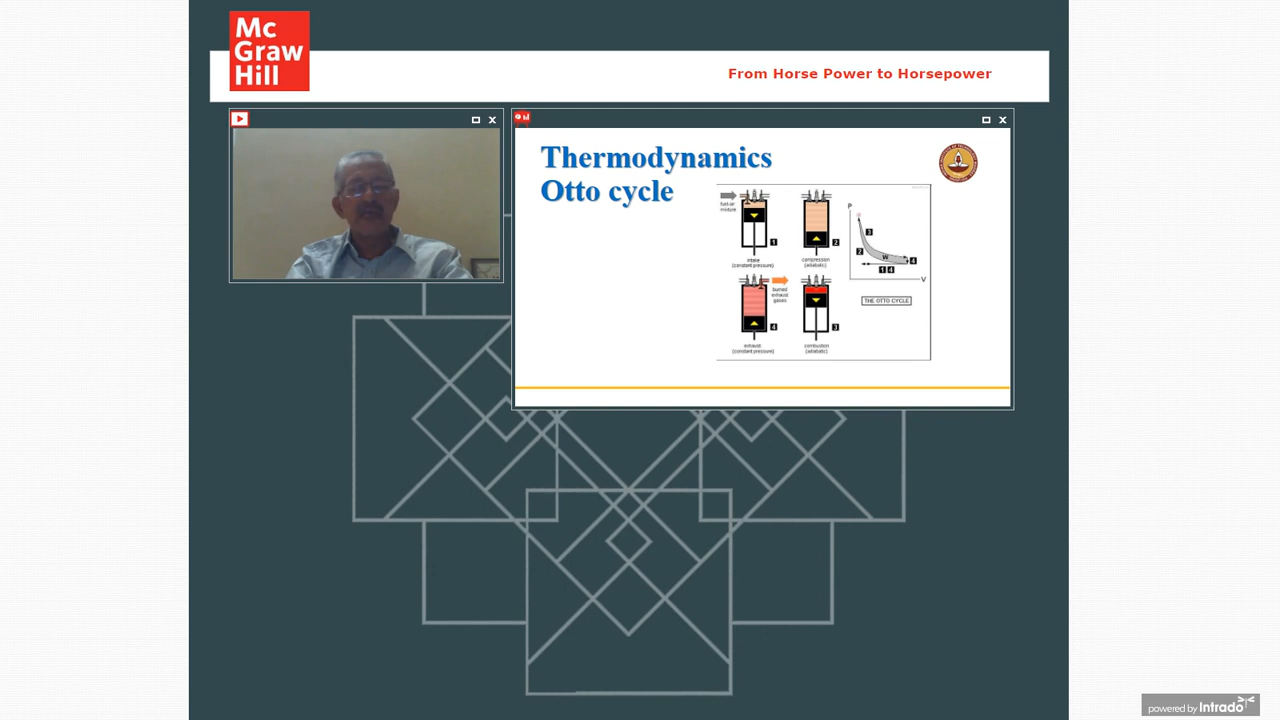 Mc
Graw
Hill
From Horse Power to Horsepower
Thermodynamics
Otto cycle
fuel-air
mixture
1
intake
(constant pressure)
2
compression
(adiabatic)
P
3
2
W
4
1 4
V
THE OTTO CYCLE
burned
exhaust
gases
4
exhaust
(constant pressure)
3
combustion
(adiabatic)
powered by Intrado